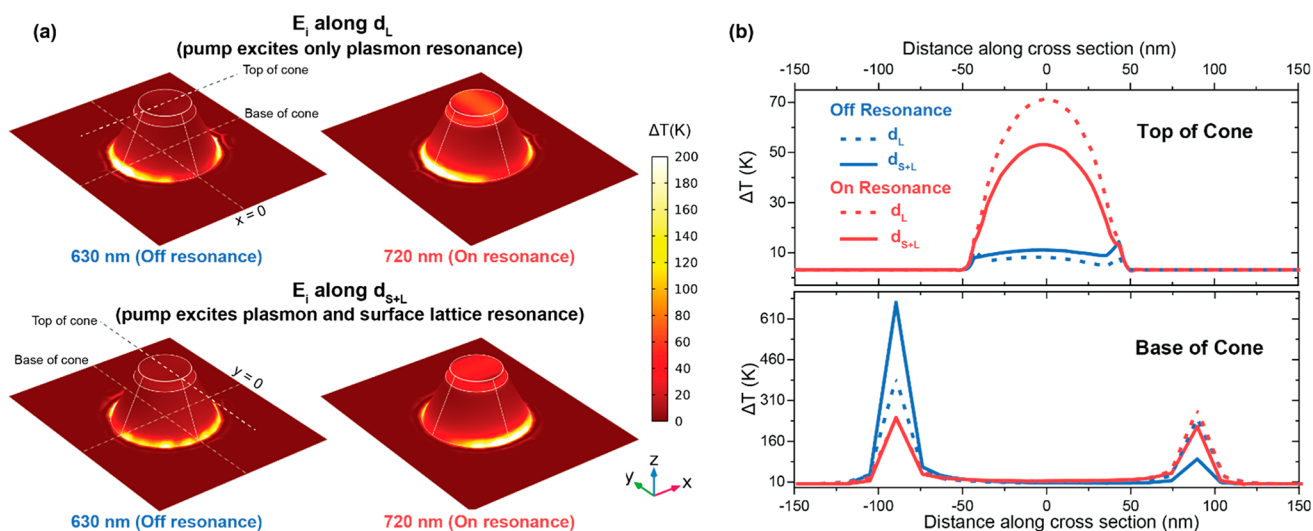 (a)
E_i along d_L
(pump excites only plasmon resonance)
Top of cone
Base of cone
x = 0
630 nm (Off resonance)
720 nm (On resonance)
E_i along d_S+L
(pump excites plasmon and surface lattice resonance)
Top of cone
Base of cone
y = 0
630 nm (Off resonance)
720 nm (On resonance)
ΔT(K)
200
180
160
140
120
100
80
60
40
20
0
z
y
x
(b)
Distance along cross section (nm)
-150 -100 -50 0 50 100 150
70
50
30
10
ΔT (K)
Off Resonance
d_L
d_S+L
On Resonance
d_L
d_S+L
Top of Cone
610
460
310
160
10
ΔT (K)
Base of Cone
-150 -100 -50 0 50 100 150
Distance along cross section (nm)